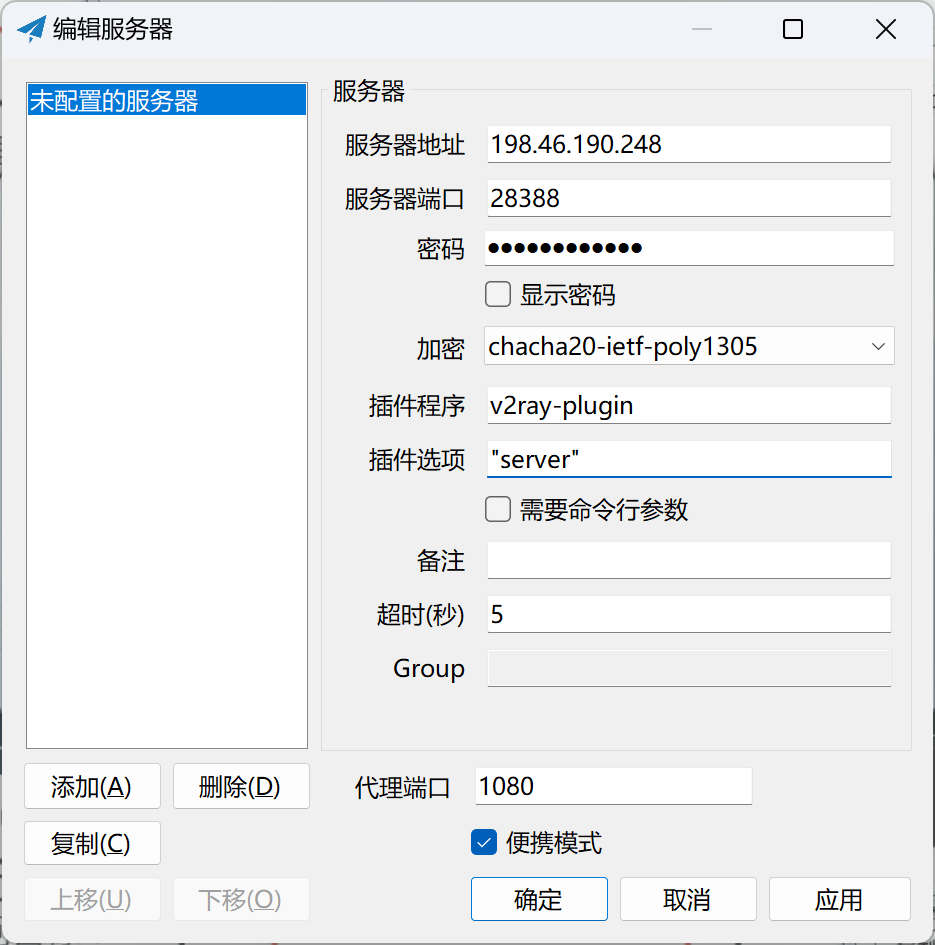 编辑服务器
未配置的服务器
服务器
服务器地址 198.46.190.248
服务器端口 28388
密码 ●●●●●●●●●●●●
显示密码
加密 chacha20-ietf-poly1305
插件程序 v2ray-plugin
插件选项 "server"
需要命令行参数
备注
超时(秒) 5
Group
添加(A) 删除(D) 代理端口 1080
复制(C) 便携模式
上移(U) 下移(O) 确定 取消 应用